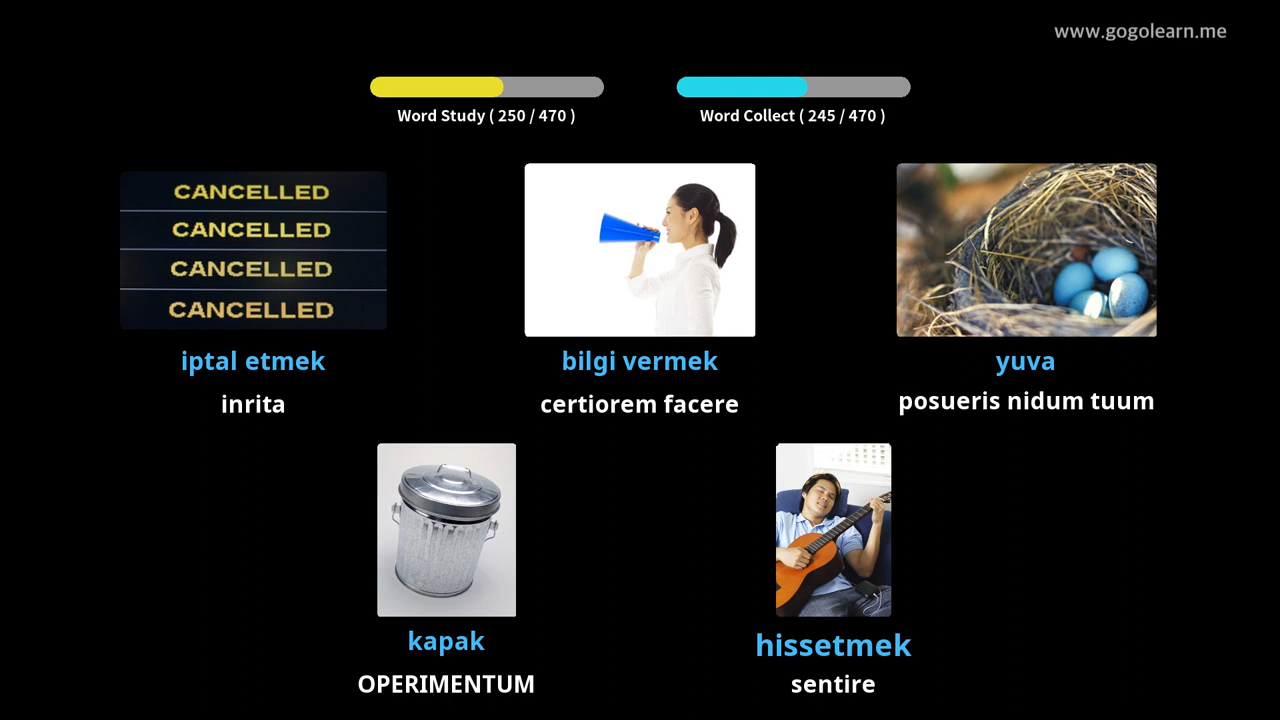 www.gogolearn.me
Word Study ( 250 / 470 )
Word Collect ( 245 / 470 )
CANCELLED
CANCELLED
CANCELLED
CANCELLED
iptal etmek
inrita
bilgi vermek
certiorem facere
yuva
posueris nidum tuum
kapak
OPERIMENTUM
hissetmek
sentire